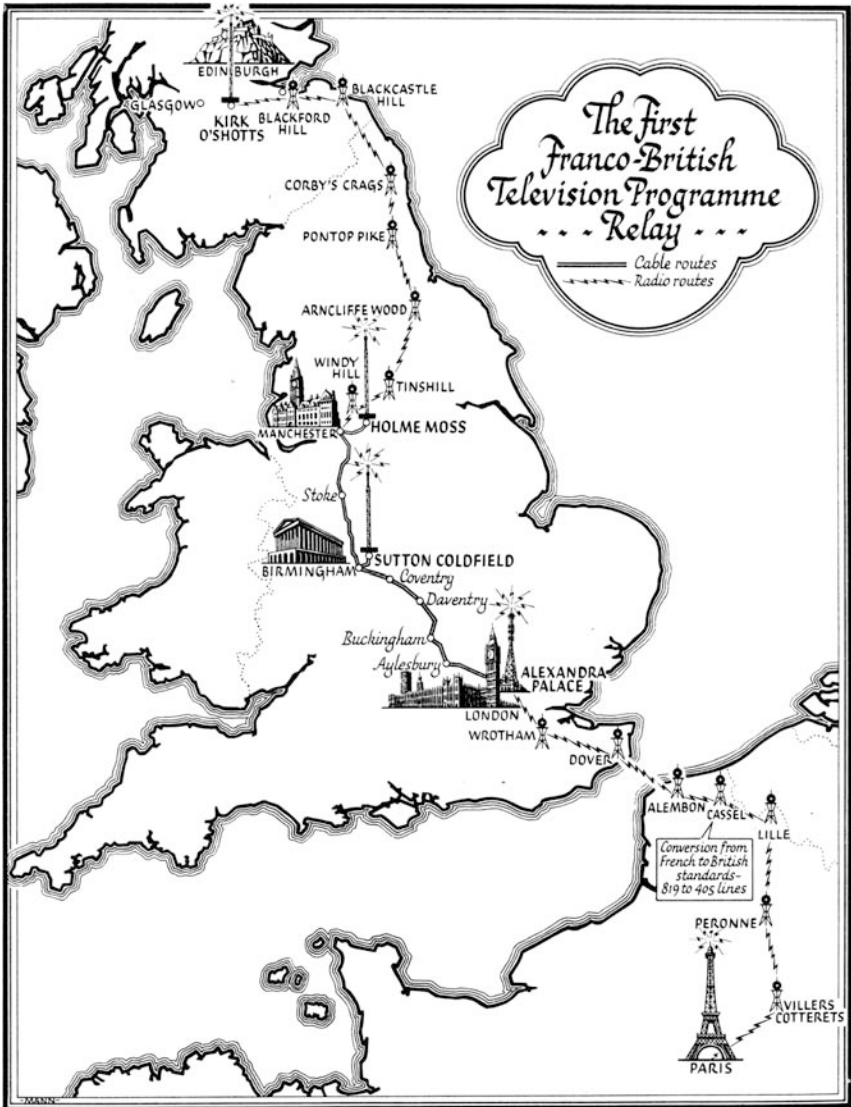 The first
Franco-British
Television Programme
Relay
Cable routes
Radio routes
EDINBURGH
GLASGOW
KIRK
O'SHOTTS
BLACKFORD
HILL
BLACKCASTLE
HILL
CORBY'S CRAGS
PONTOP PIKE
ARNCLIFFE WOOD
WINDY
HILL
TINSHILL
MANCHESTER
HOLME MOSS
Stoke
SUTTON COLDFIELD
BIRMINGHAM
Coventry
Daventry
Buckingham
Aylesbury
ALEXANDRA
PALACE
LONDON
WROTHAM
DOVER
ALEMBON
CASSEL
LILLE
Conversion from
French to British
standards-
819 to 405 lines
PERONNE
VILLERS
COTTERETS
PARIS
-MANN-